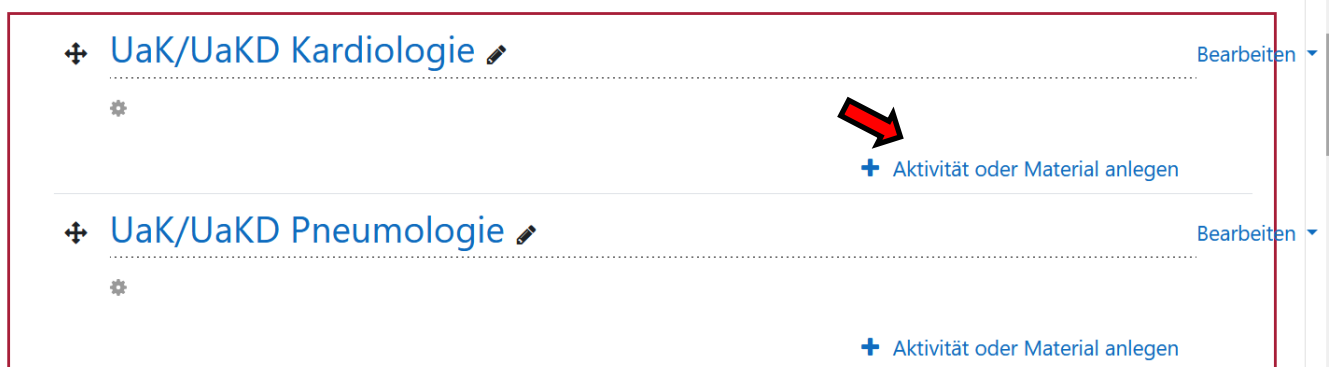 UaK/UaKD Kardiologie
Bearbeiten
Aktivität oder Material anlegen
UaK/UaKD Pneumologie
Bearbeiten
Aktivität oder Material anlegen